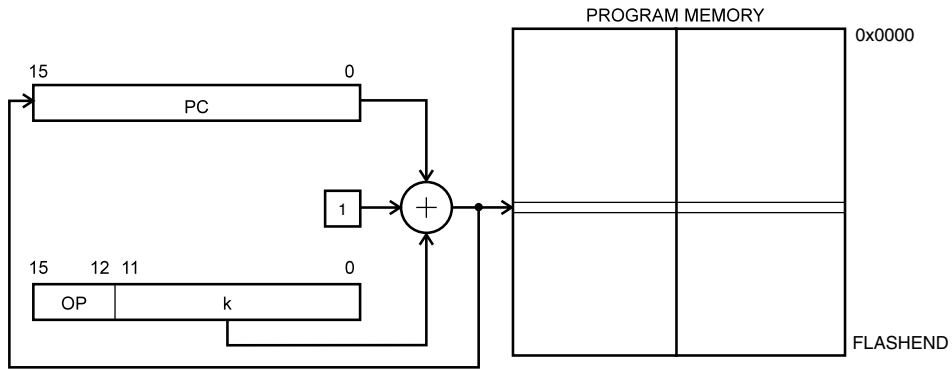 PROGRAM MEMORY
0x0000
15 0
PC
1
15 12 11 0
OP k
FLASHEND